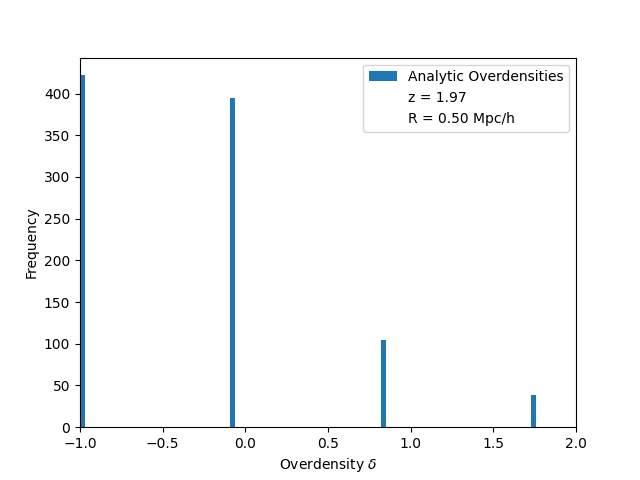 Analytic Overdensities
z = 1.97
R = 0.50 Mpc/h
400
350
300
250
200
150
100
50
0
Frequency
−1.0 −0.5 0.0 0.5 1.0 1.5 2.0
Overdensity δ